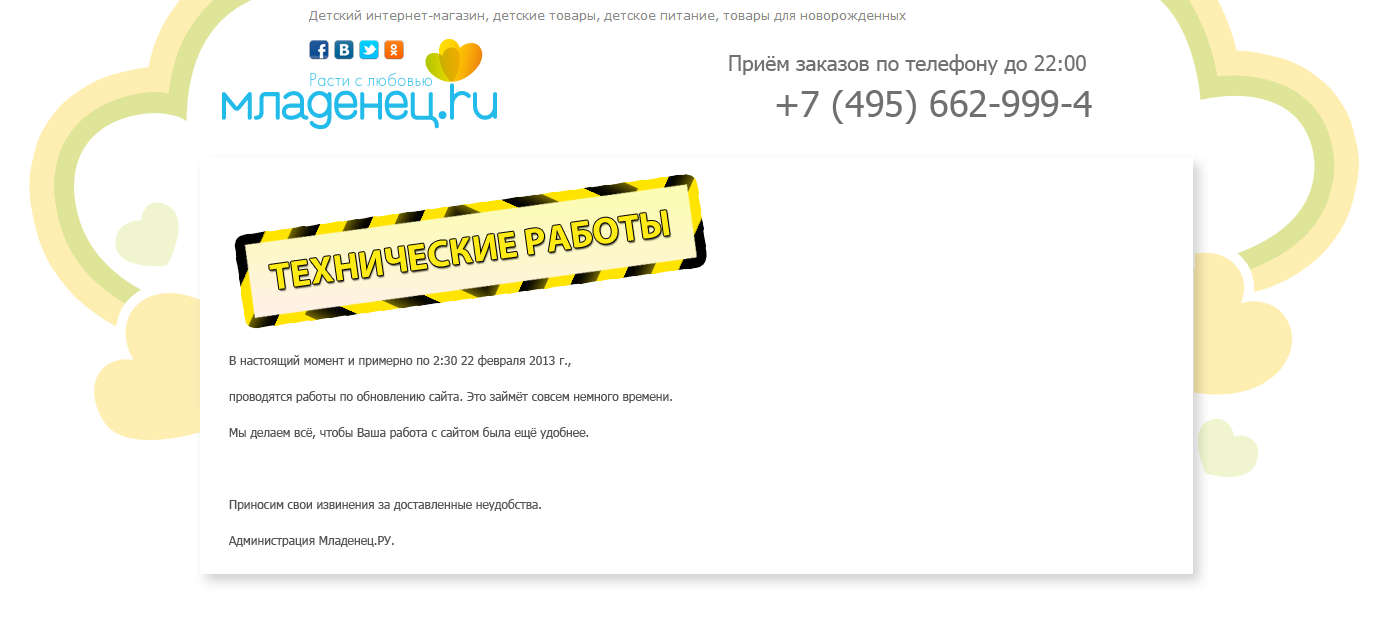 Детский интернет-магазин, детские товары, детское питание, товары для новорожденных
Расти с любовью
младенец.ru
Приём заказов по телефону до 22:00
+7 (495) 662-999-4
ТЕХНИЧЕСКИЕ РАБОТЫ
В настоящий момент и примерно по 2:30 22 февраля 2013 г.,
проводятся работы по обновлению сайта. Это займёт совсем немного времени.
Мы делаем всё, чтобы Ваша работа с сайтом была ещё удобнее.
Приносим свои извинения за доставленные неудобства.
Администрация Младенец.РУ.